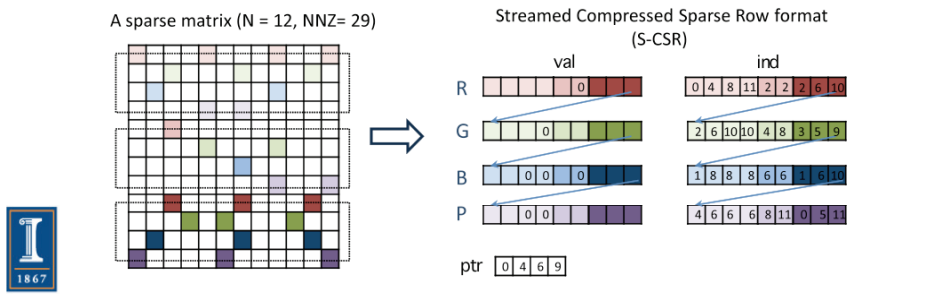 A sparse matrix (N = 12, NNZ= 29)
Streamed Compressed Sparse Row format
(S-CSR)
val
ind
R
0
0 4 8 11 2 2 2 6 10
G
0
2 6 10 10 4 8 3 5 9
B
0 0 0
1 8 8 8 6 6 1 6 10
P
0 0
4 6 6 6 8 11 0 5 11
ptr
0 4 6 9
I
1867